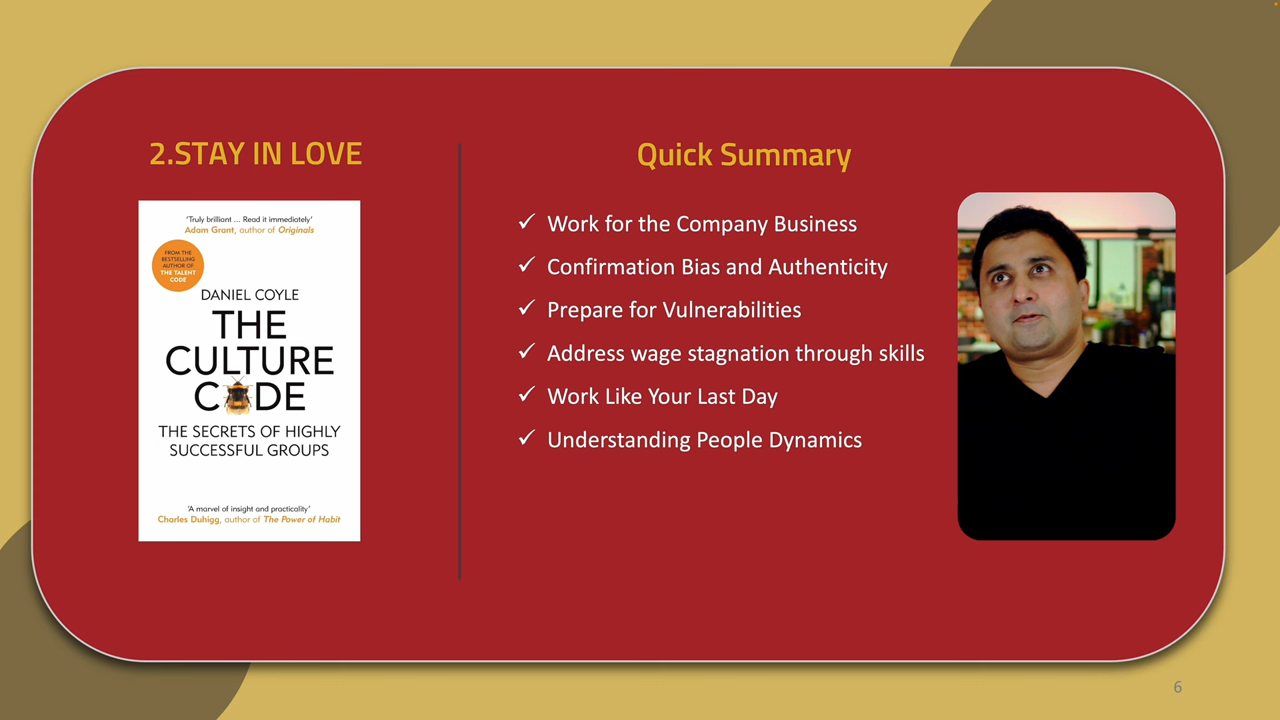 2.STAY IN LOVE
'Truly brilliant ... Read it immediately'
Adam Grant, author of Originals
FROM THE
BESTSELLING
AUTHOR OF
THE TALENT
CODE
DANIEL COYLE
THE
CULTURE
CODE
THE SECRETS OF HIGHLY
SUCCESSFUL GROUPS
'A marvel of insight and practicality'
Charles Duhigg, author of The Power of Habit
Quick Summary
✓ Work for the Company Business
✓ Confirmation Bias and Authenticity
✓ Prepare for Vulnerabilities
✓ Address wage stagnation through skills
✓ Work Like Your Last Day
✓ Understanding People Dynamics
6